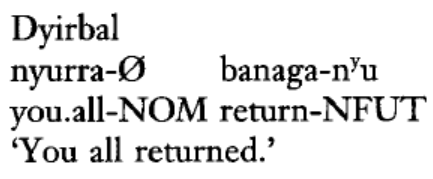 Dyirbal
nyurra-Ø banaga-nʸu
you.all-NOM return-NFUT
‘You all returned.’